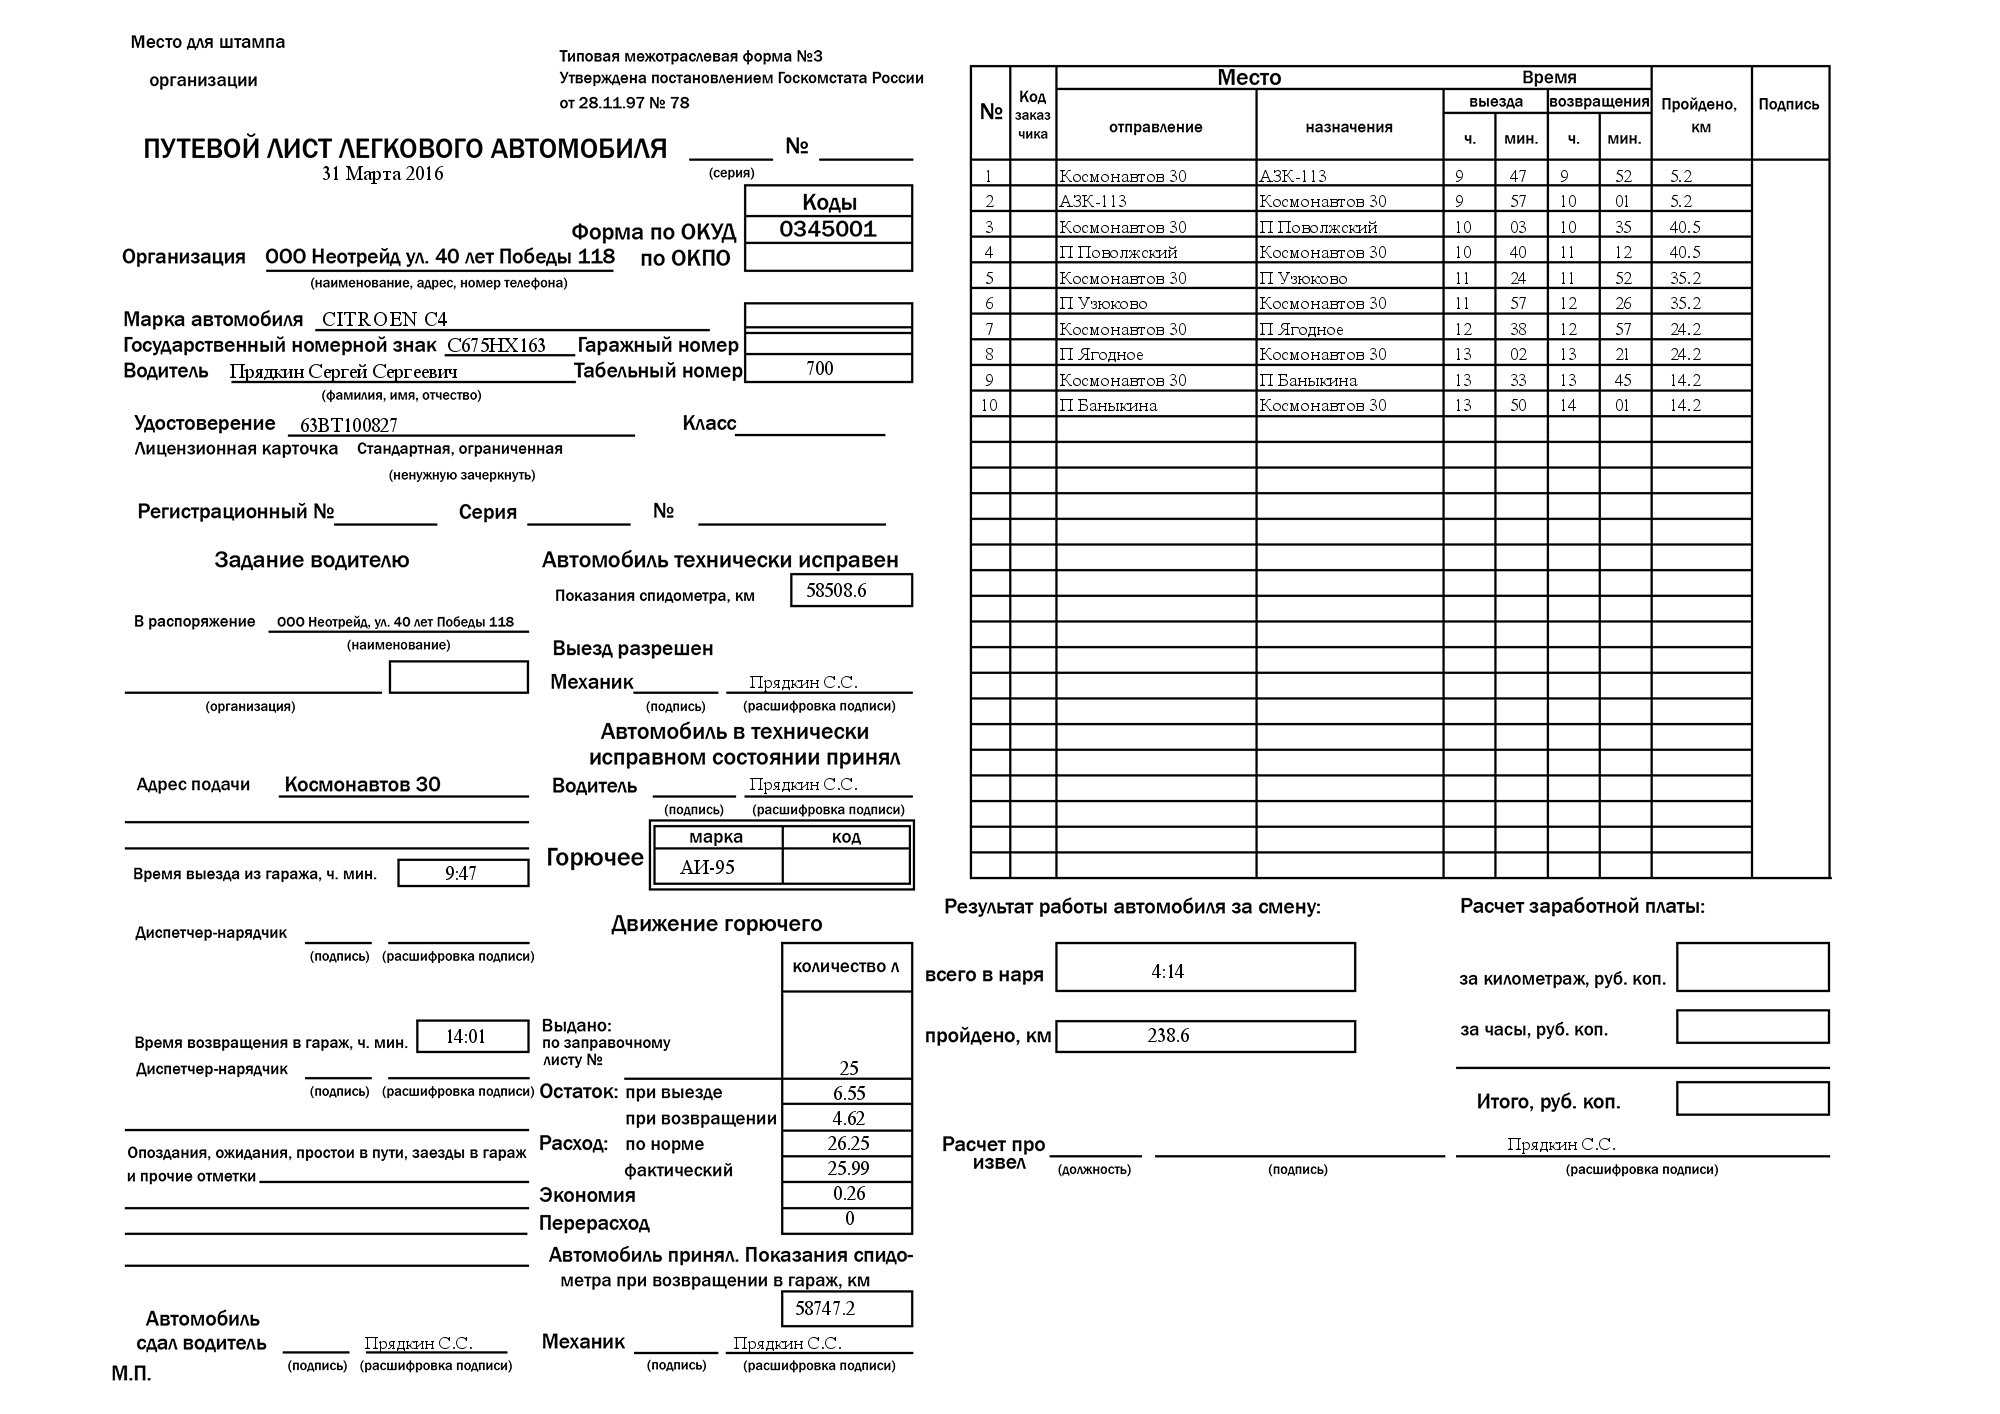 Место для штампа
организации
Типовая межотраслевая форма №3
Утверждена постановлением Госкомстата России
от 28.11.97 № 78
ПУТЕВОЙ ЛИСТ ЛЕГКОВОГО АВТОМОБИЛЯ №
31 Марта 2016 (серия)
Коды
Форма по ОКУД 0345001
Организация ООО Неотрейд ул. 40 лет Победы 118 по ОКПО
(наименование, адрес, номер телефона)
Марка автомобиля CITROEN C4
Государственный номерной знак С675НХ163 Гаражный номер
Водитель Прядкин Сергей Сергеевич Табельный номер 700
(фамилия, имя, отчество)
Удостоверение 63ВТ100827 Класс
Лицензионная карточка Стандартная, ограниченная
(ненужную зачеркнуть)
Регистрационный № Серия №
Задание водителю
В распоряжение ООО Неотрейд, ул. 40 лет Победы 118
(наименование)
(организация)
Адрес подачи Космонавтов 30
Время выезда из гаража, ч. мин. 9:47
Диспетчер-нарядчик
(подпись) (расшифровка подписи)
Время возвращения в гараж, ч. мин. 14:01
Диспетчер-нарядчик
(подпись) (расшифровка подписи)
Опоздания, ожидания, простои в пути, заезды в гараж
и прочие отметки
Автомобиль
сдал водитель Прядкин С.С.
(подпись) (расшифровка подписи)
М.П.
Автомобиль технически исправен
Показания спидометра, км 58508.6
Выезд разрешен
Механик Прядкин С.С.
(подпись) (расшифровка подписи)
Автомобиль в технически
исправном состоянии принял
Водитель Прядкин С.С.
(подпись) (расшифровка подписи)
марка код
Горючее АИ-95
Движение горючего
количество л
Выдано:
по заправочному
листу № 25
Остаток: при выезде 6.55
при возвращении 4.62
Расход: по норме 26.25
фактический 25.99
Экономия 0.26
Перерасход 0
Автомобиль принял. Показания спидо-
метра при возвращении в гараж, км
58747.2
Механик Прядкин С.С.
(подпись) (расшифровка подписи)
№ Код заказ чика Место Время Пройдено, км Подпись
отправление назначения выезда возвращения
ч. мин. ч. мин.
1 Космонавтов 30 АЗК-113 9 47 9 52 5.2
2 АЗК-113 Космонавтов 30 9 57 10 01 5.2
3 Космонавтов 30 П Поволжский 10 03 10 35 40.5
4 П Поволжский Космонавтов 30 10 40 11 12 40.5
5 Космонавтов 30 П Узюково 11 24 11 52 35.2
6 П Узюково Космонавтов 30 11 57 12 26 35.2
7 Космонавтов 30 П Ягодное 12 38 12 57 24.2
8 П Ягодное Космонавтов 30 13 02 13 21 24.2
9 Космонавтов 30 П Баныкина 13 33 13 45 14.2
10 П Баныкина Космонавтов 30 13 50 14 01 14.2
Результат работы автомобиля за смену:
всего в наря 4:14
пройдено, км 238.6
Расчет заработной платы:
за километраж, руб. коп.
за часы, руб. коп.
Итого, руб. коп.
Расчет про
извел Прядкин С.С.
(должность) (подпись) (расшифровка подписи)